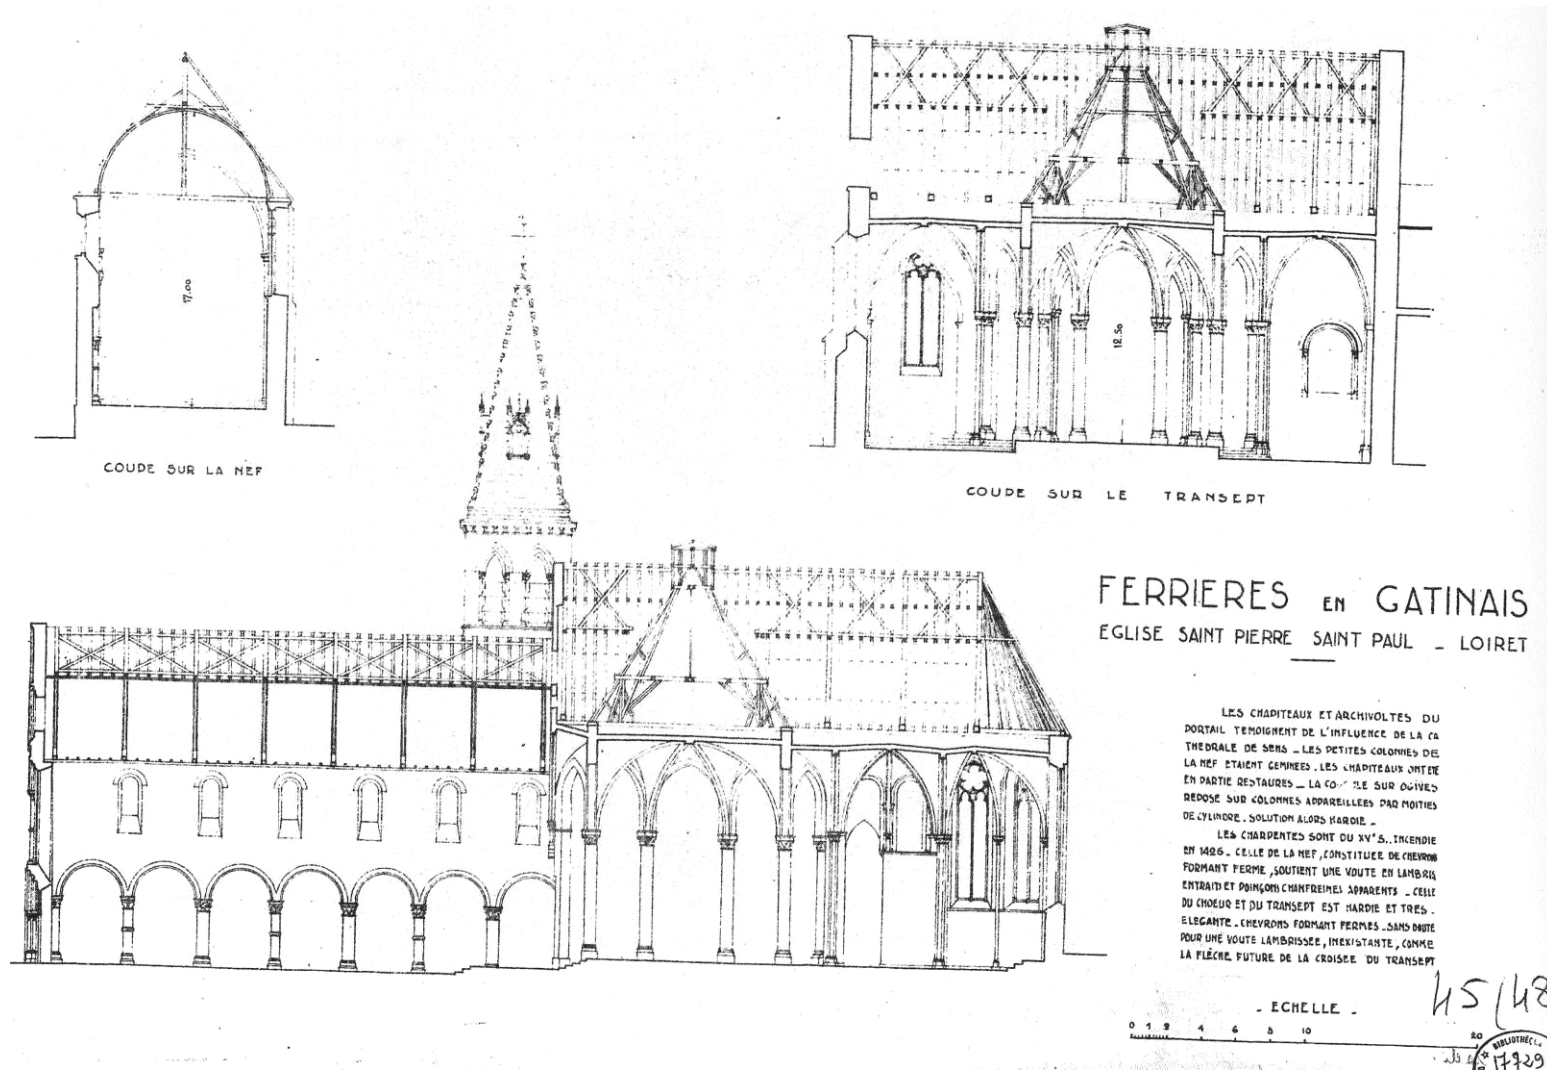 17.00
COUPE SUR LA NEF
12.50
COUPE SUR LE TRANSEPT
FERRIERES EN GATINAIS
EGLISE SAINT PIERRE SAINT PAUL _ LOIRET
LES CHAPITEAUX ET ARCHIVOLTES DU
PORTAIL TEMOIGNENT DE L'INFLUENCE DE LA CA
THEDRALE DE SENS _ LES PETITES COLONNES DE
LA NEF ETAIENT GEMINEES . LES CHAPITEAUX ONT ETE
EN PARTIE RESTAURES _ LA SUR OGIVES
REPOSE SUR COLONNES APPAREILLEES PAR MOITIES
DE CYLINDRE . SOLUTION ALORS HARDIE _
LES CHARPENTES SONT DU XV°S.. INCENDIE
EN 1426 _ CELLE DE LA NEF , CONSTITUEE DE CHEVRONS
FORMANT FERME , SOUTIENT UNE VOUTE EN LAMBRIS
ENTRAITS ET POINÇONS CHANFREINES APPARENTS _ CELLE
DU CHOEUR ET DU TRANSEPT EST HARDIE ET TRES .
ELEGANTE _ CHEVRONS FORMANT FERMES _ SANS DOUTE
POUR UNE VOUTE LAMBRISSEE , INEXISTANTE , COMME
LA FLÈCHE FUTURE DE LA CROISEE DU TRANSEPT
45/48
_ ECHELLE _
0 1 2 4 6 8 10 20
BIBLIOTHÈQUE
17929